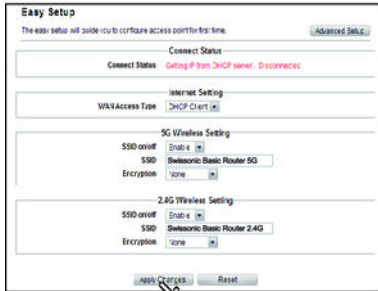 Easy Setup
The easy setup will guide you to configure access point for first time.
Advanced Setup
Connect Status
Connect Status Getting IP from DHCP server. Disconnected
Internet Setting
WAN Access Type DHCP Client
5G Wireless Setting
SSID on/off Enable
SSID Swissonic Basic Router 5G
Encryption None
2.4G Wireless Setting
SSID on/off Enable
SSID Swissonic Basic Router 2.4G
Encryption None
Apply Changes Reset